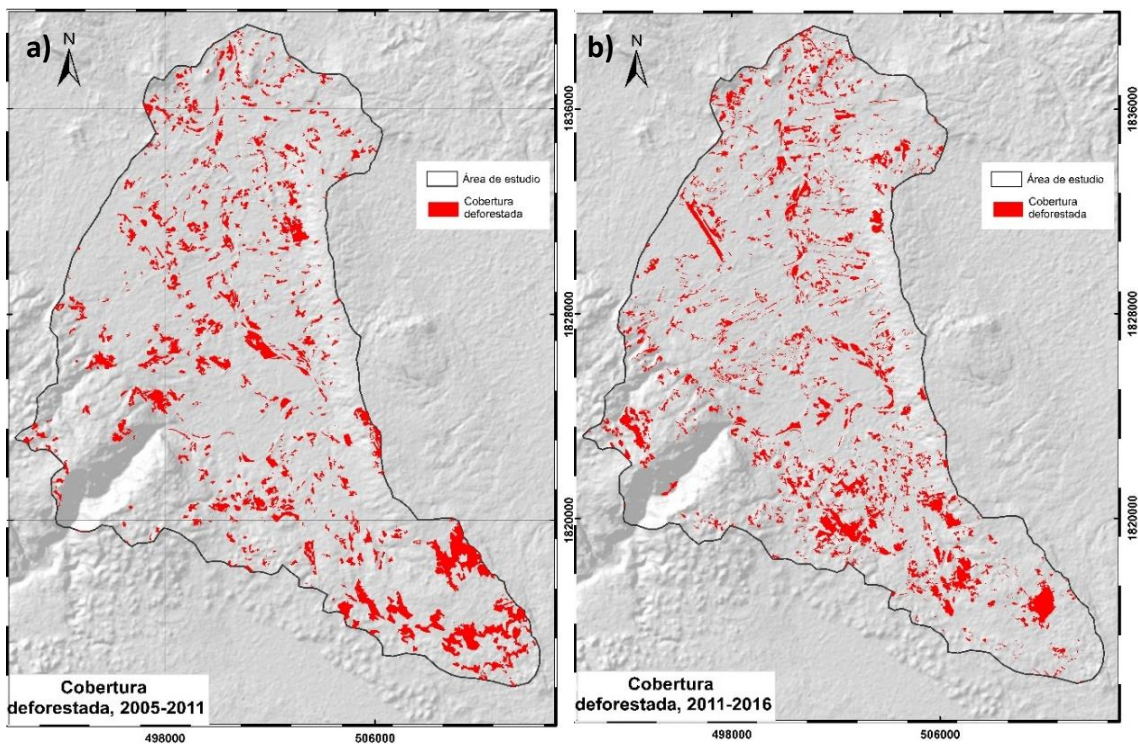 a)
N
1836000
Área de estudio
Cobertura
deforestada
1828000
1820000
Cobertura
deforestada, 2005-2011
498000
506000
b)
N
1836000
Área de estudio
Cobertura
deforestada
1828000
1820000
Cobertura
deforestada, 2011-2016
498000
506000